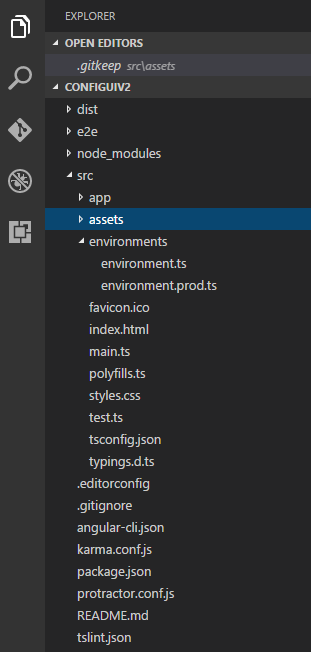 EXPLORER
OPEN EDITORS
.gitkeep src\assets
CONFIGUIV2
dist
e2e
node_modules
src
app
assets
environments
environment.ts
environment.prod.ts
favicon.ico
index.html
main.ts
polyfills.ts
styles.css
test.ts
tsconfig.json
typings.d.ts
.editorconfig
.gitignore
angular-cli.json
karma.conf.js
package.json
protractor.conf.js
README.md
tslint.json